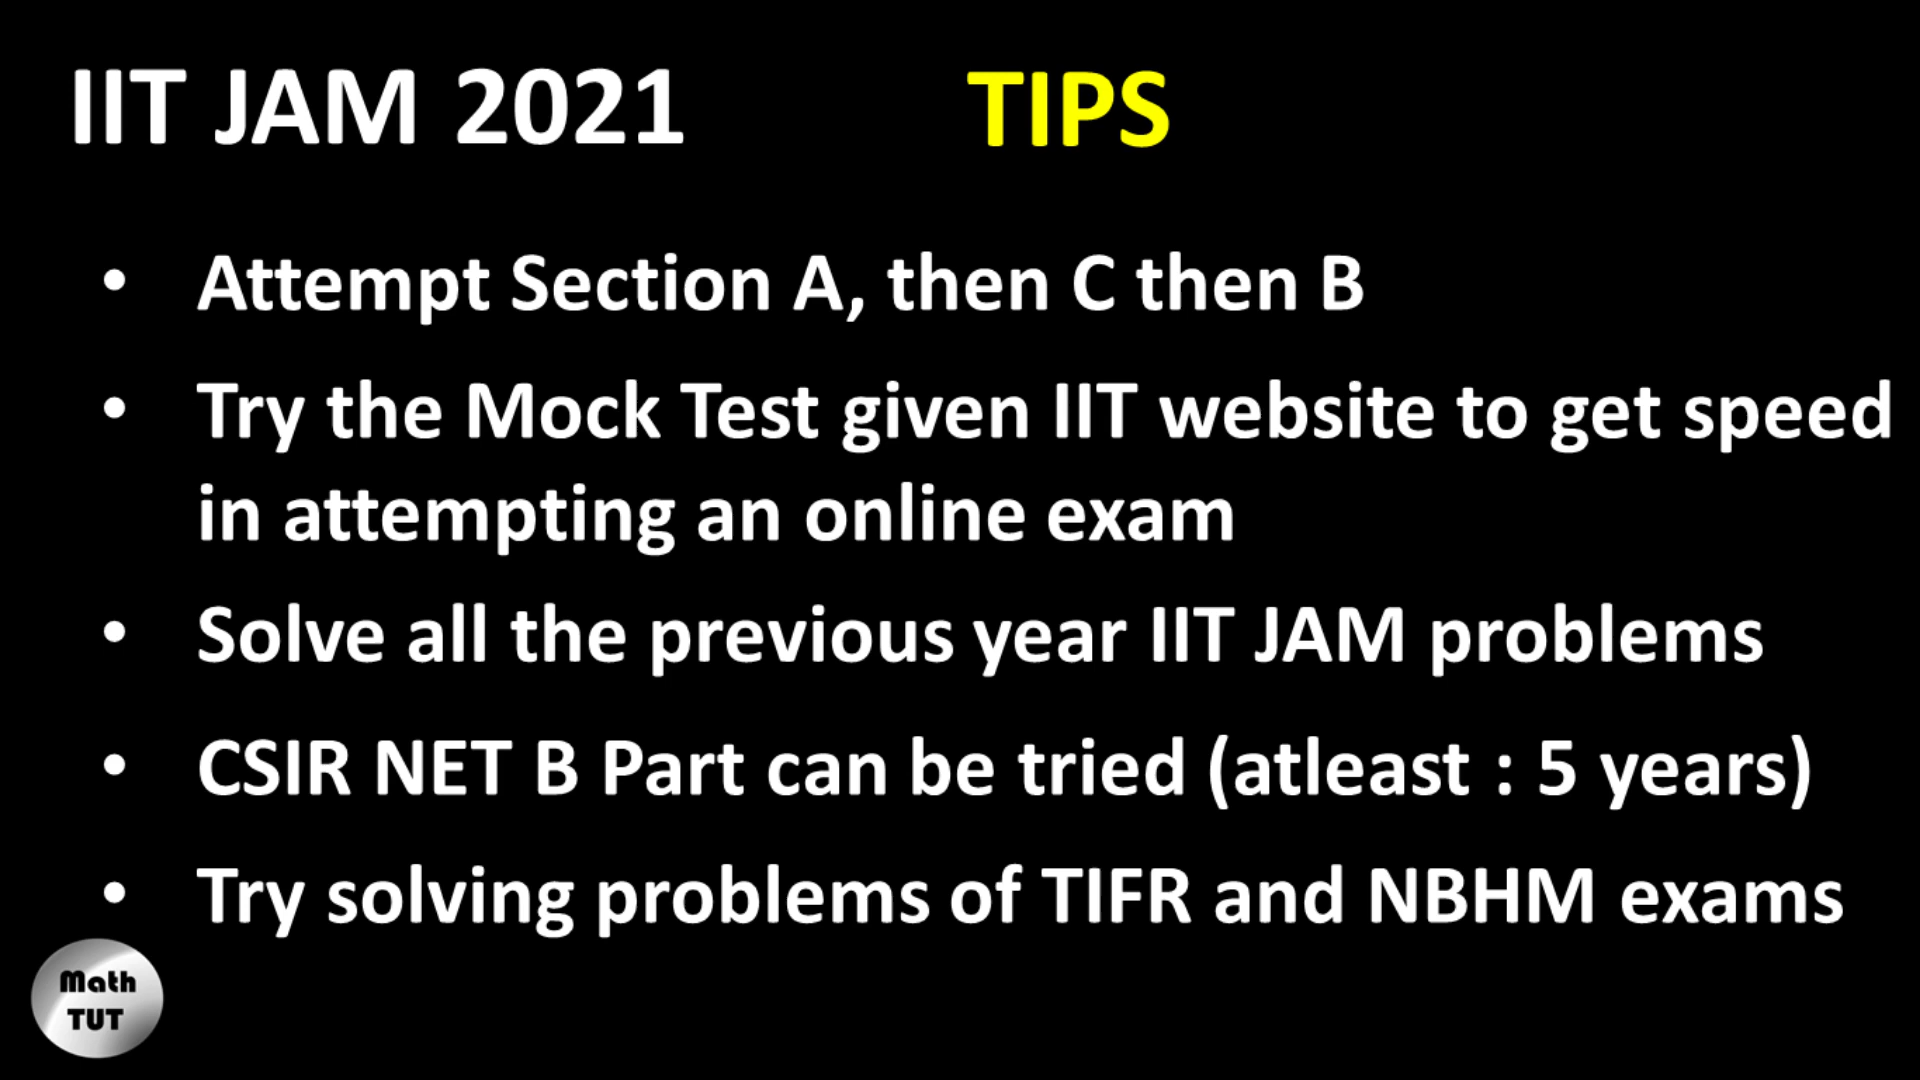 IIT JAM 2021 TIPS
• Attempt Section A, then C then B
• Try the Mock Test given IIT website to get speed
in attempting an online exam
• Solve all the previous year IIT JAM problems
• CSIR NET B Part can be tried (atleast : 5 years)
• Try solving problems of TIFR and NBHM exams
Math
TUT